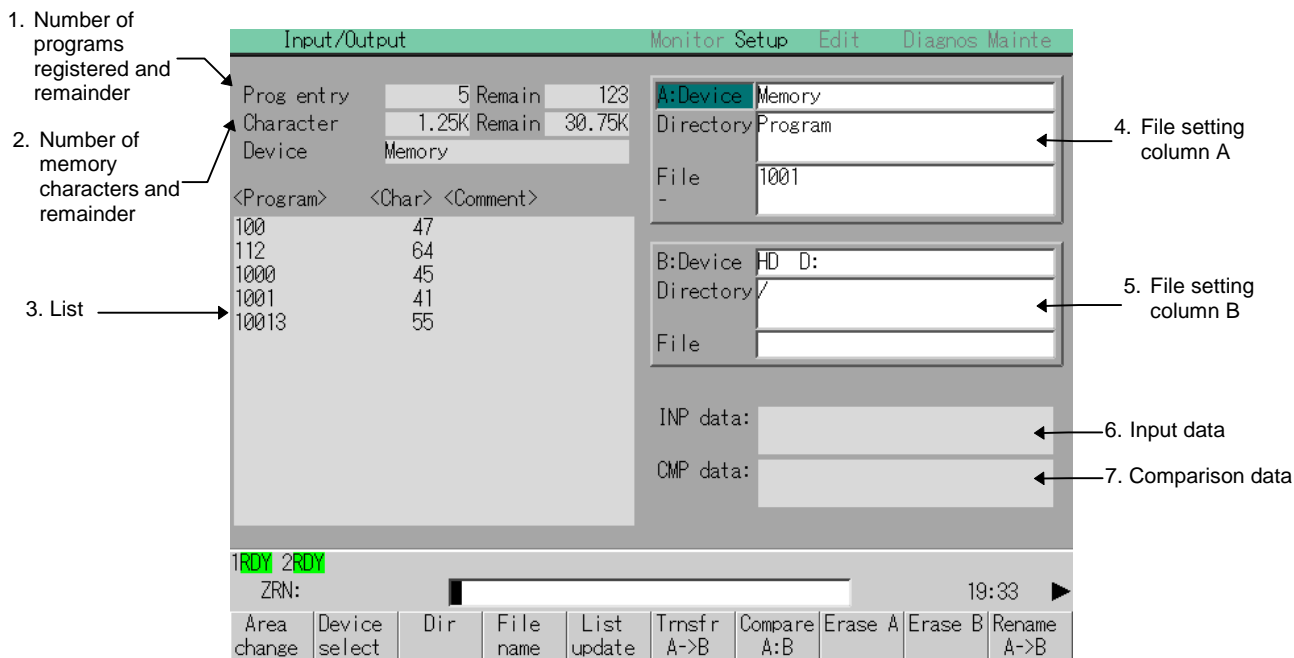 1. Number of
programs
registered and
remainder
2. Number of
memory
characters and
remainder
3. List
Input/Output Monitor Setup Edit Diagnos Mainte
Prog entry 5 Remain 123
Character 1.25K Remain 30.75K
Device Memory
<Program> <Char> <Comment>
100 47
112 64
1000 45
1001 41
10013 55
A:Device Memory
Directory Program
File 1001
-
B:Device HD D:
Directory /
File
INP data:
CMP data:
4. File setting
column A
5. File setting
column B
6. Input data
7. Comparison data
1RDY 2RDY
ZRN: 19:33
Area change Device select Dir File name List update Trnsfr A->B Compare A:B Erase A Erase B Rename A->B